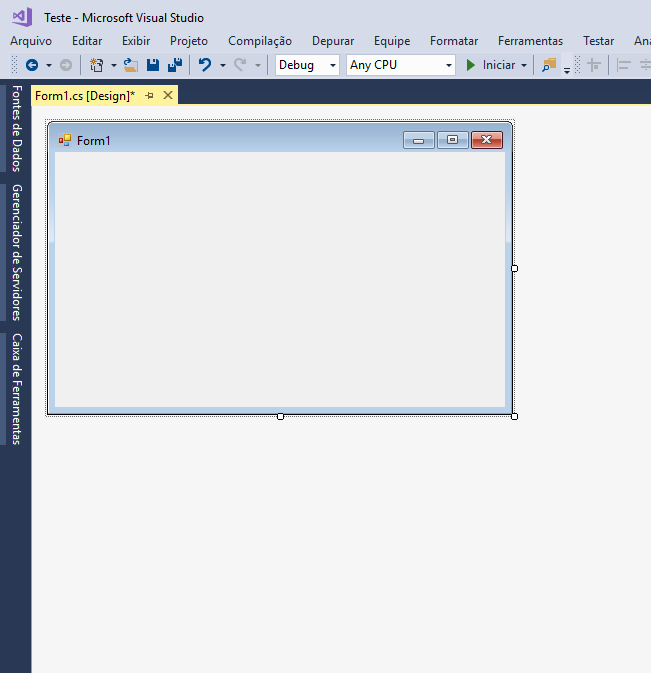 Teste - Microsoft Visual Studio
Arquivo Editar Exibir Projeto Compilação Depurar Equipe Formatar Ferramentas Testar Ana
Debug Any CPU Iniciar
Form1.cs [Design]*
Fontes de Dados
Gerenciador de Servidores
Caixa de Ferramentas
Form1